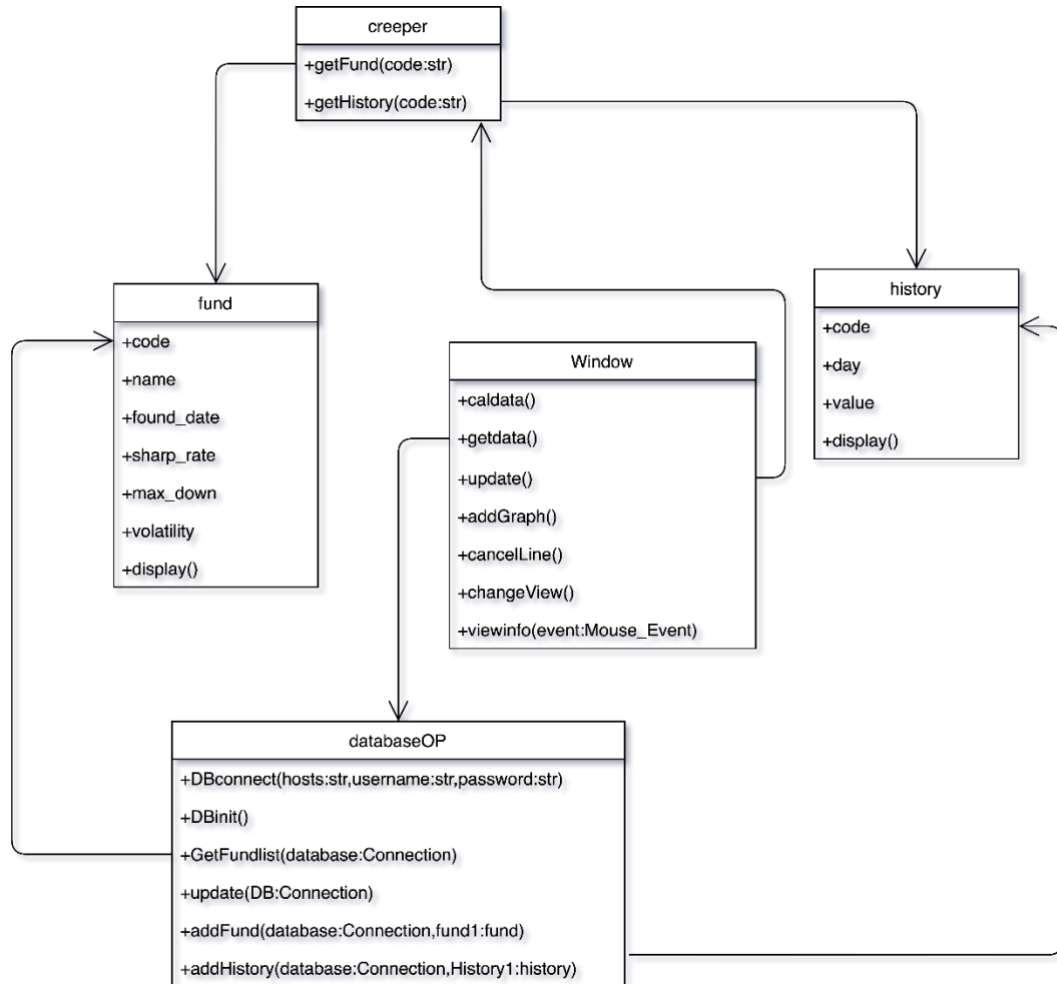 creeper
+getFund(code:str)
+getHistory(code:str)
fund
+code
+name
+found_date
+sharp_rate
+max_down
+volatility
+display()
history
+code
+day
+value
+display()
Window
+caldata()
+getdata()
+update()
+addGraph()
+cancelLine()
+changeView()
+viewinfo(event:Mouse_Event)
databaseOP
+DBconnect(hosts:str,username:str,password:str)
+DBinit()
+GetFundlist(database:Connection)
+update(DB:Connection)
+addFund(database:Connection,fund1:fund)
+addHistory(database:Connection,History1:history)